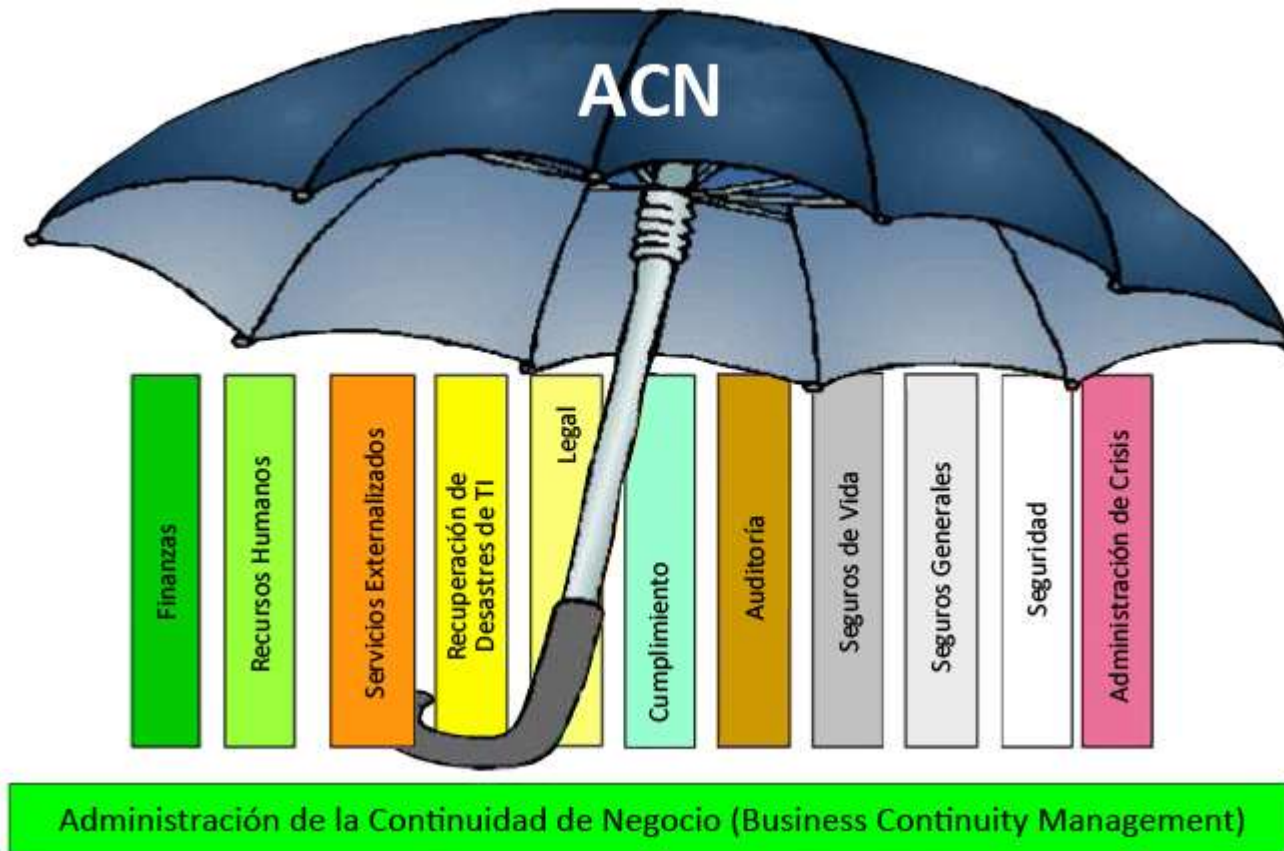 ACN
Finanzas
Recursos Humanos
Servicios Externalizados
Recuperación de
Desastres de TI
Legal
Cumplimiento
Auditoría
Seguros de Vida
Seguros Generales
Seguridad
Administración de Crisis
Administración de la Continuidad de Negocio (Business Continuity Management)